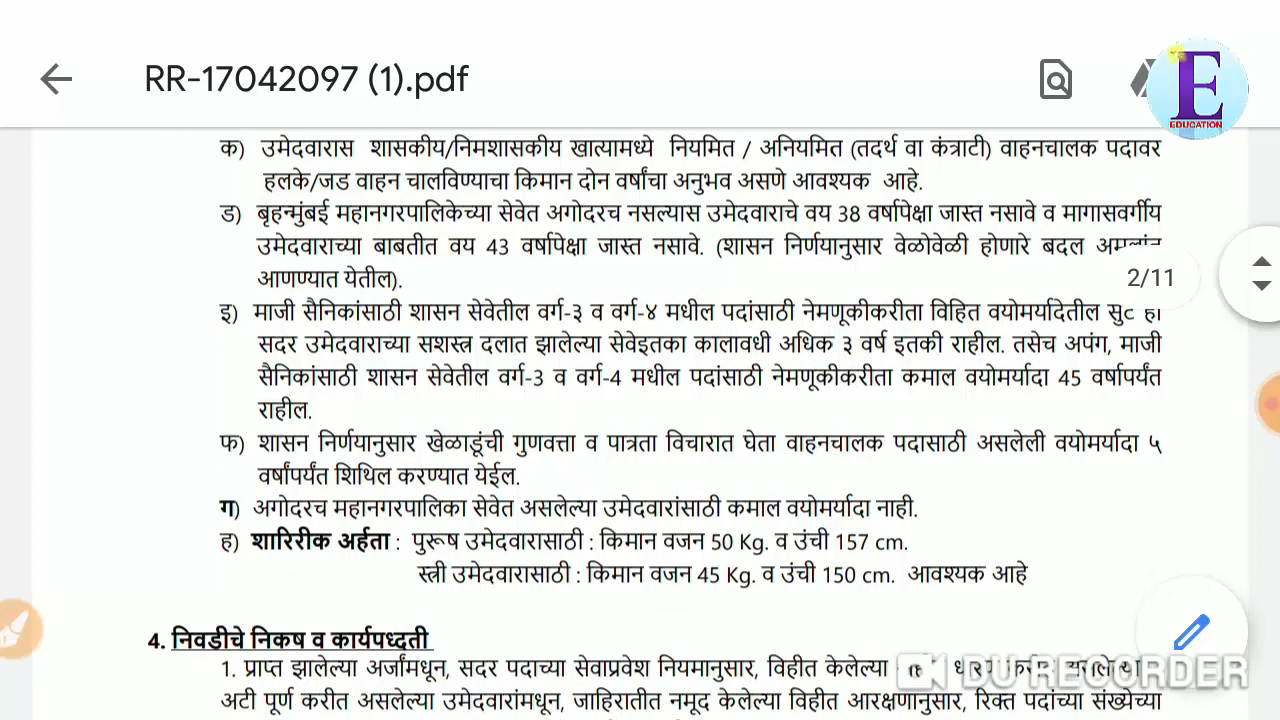 RR-17042097 (1).pdf
E
EDUCATION
क) उमेदवारास शासकीय/निमशासकीय खात्यामध्ये नियमित / अनियमित (तदर्थ वा कंत्राटी) वाहनचालक पदावर
हलके/जड वाहन चालविण्याचा किमान दोन वर्षांचा अनुभव असणे आवश्यक आहे.
ड) बृहन्मुंबई महानगरपालिकेच्या सेवेत अगोदरच नसल्यास उमेदवाराचे वय 38 वर्षापेक्षा जास्त नसावे व मागासवर्गीय
उमेदवाराच्या बाबतीत वय 43 वर्षापेक्षा जास्त नसावे. (शासन निर्णयानुसार वेळोवेळी होणारे बदल
आणण्यात येतील).
2/11
इ) माजी सैनिकांसाठी शासन सेवेतील वर्ग-३ व वर्ग-४ मधील पदांसाठी नेमणूकीकरीता विहित वयोमर्यादेतील
सदर उमेदवाराच्या सशस्त्र दलात झालेल्या सेवेइतका कालावधी अधिक ३ वर्ष इतकी राहील. तसेच अपंग, माजी
सैनिकांसाठी शासन सेवेतील वर्ग-3 व वर्ग-4 मधील पदांसाठी नेमणूकीकरीता कमाल वयोमर्यादा 45 वर्षापर्यंत
राहील.
फ) शासन निर्णयानुसार खेळाडूंची गुणवत्ता व पात्रता विचारात घेता वाहनचालक पदासाठी असलेली वयोमर्यादा ५
वर्षांपर्यंत शिथिल करण्यात येईल.
ग) अगोदरच महानगरपालिका सेवेत असलेल्या उमेदवारांसाठी कमाल वयोमर्यादा नाही.
ह) शारिरीक अर्हता : पुरूष उमेदवारासाठी : किमान वजन 50 Kg. व उंची 157 cm.
स्त्री उमेदवारासाठी : किमान वजन 45 Kg. व उंची 150 cm. आवश्यक आहे
4. निवडीचे निकष व कार्यपध्दती
1. प्राप्त झालेल्या अर्जांमधून, सदर पदाच्या सेवाप्रवेश नियमानुसार, विहीत केलेल्या
DU RECORDER
अटी पूर्ण करीत असलेल्या उमेदवारांमधून, जाहिरातीत नमूद केलेल्या विहीत आरक्षणानुसार, रिक्त पदांच्या संख्येच्या